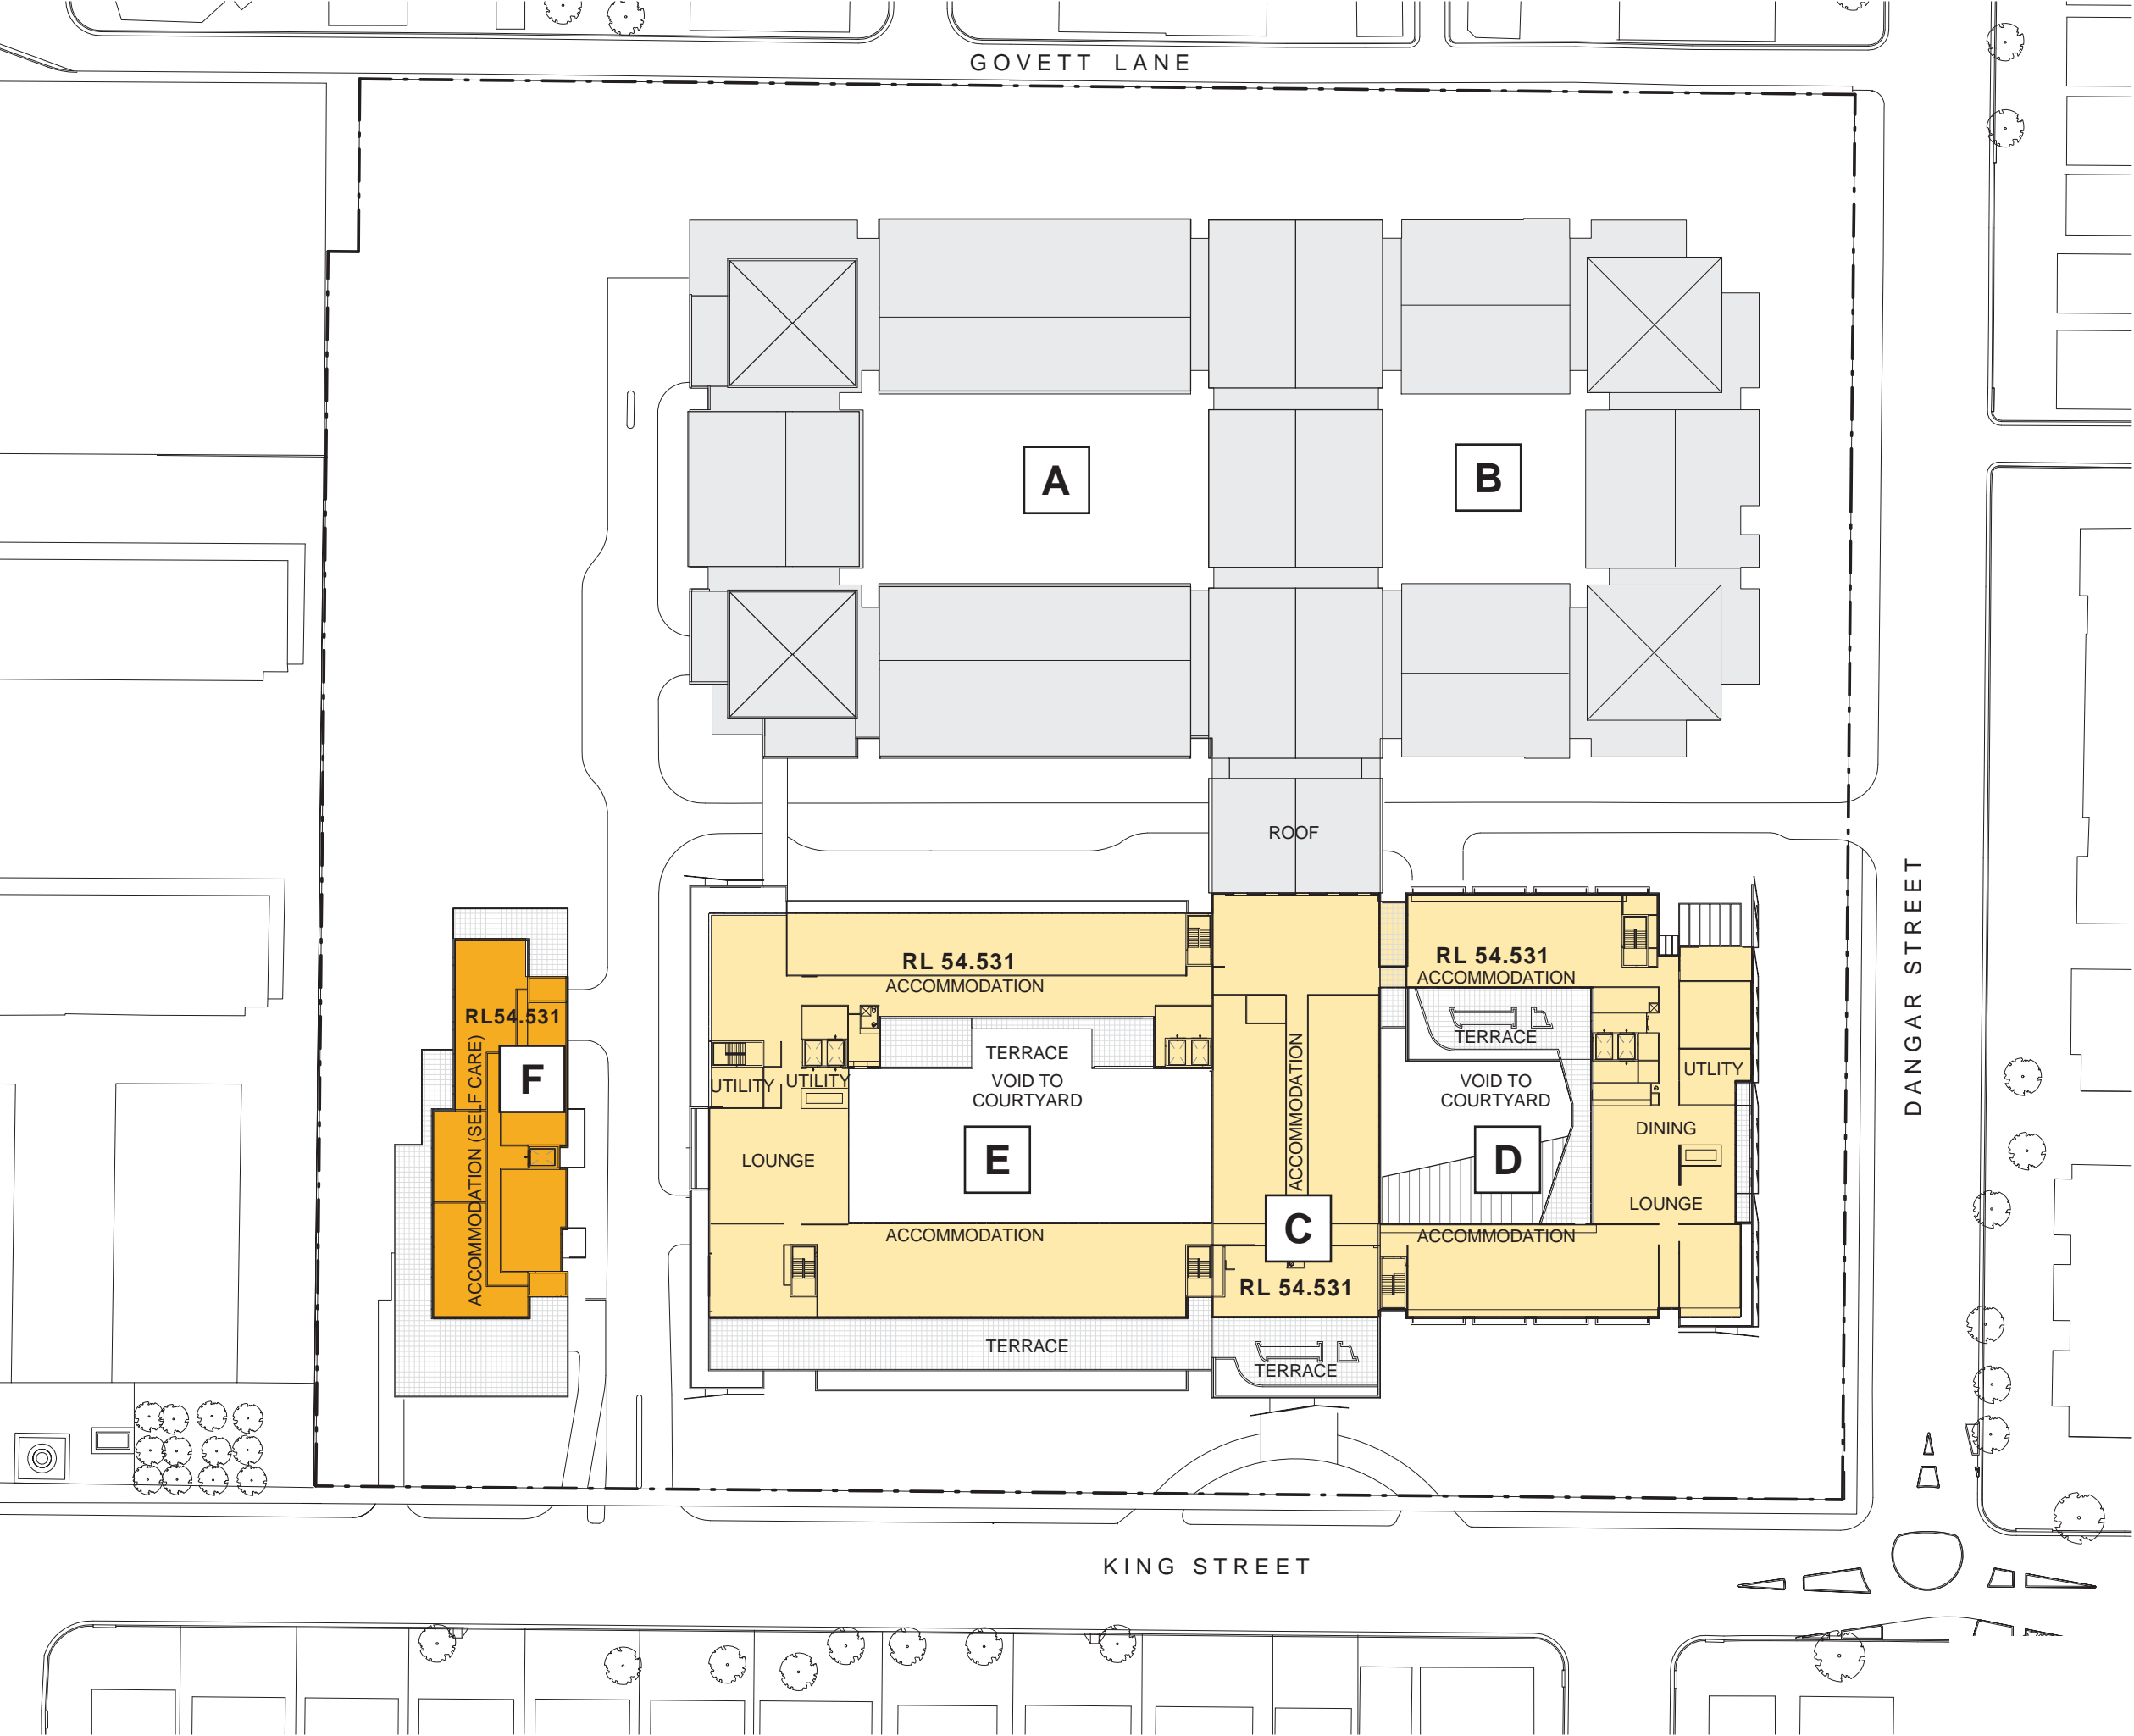 GOVETT LANE
A
B
ROOF
DANGAR STREET
RL 54.531
ACCOMMODATION
RL 54.531
ACCOMMODATION
RL54.531
F
ACCOMMODATION (SELF CARE)
TERRACE
VOID TO
COURTYARD
UTILITY
UTILITY
E
LOUNGE
ACCOMMODATION
ACCOMMODATION
TERRACE
VOID TO
COURTYARD
D
UTLITY
DINING
LOUNGE
C
ACCOMMODATION
RL 54.531
ACCOMMODATION
TERRACE
TERRACE
KING STREET